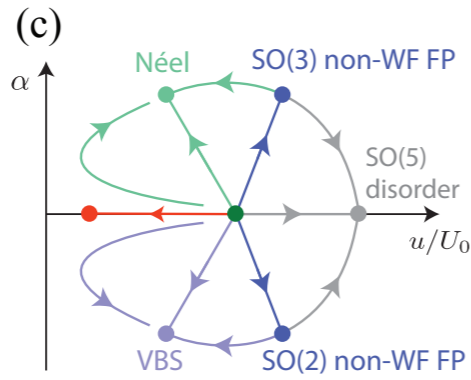 (c)
Néel
SO(3) non-WF FP
α
SO(5)
disorder
u/U₀
VBS
SO(2) non-WF FP